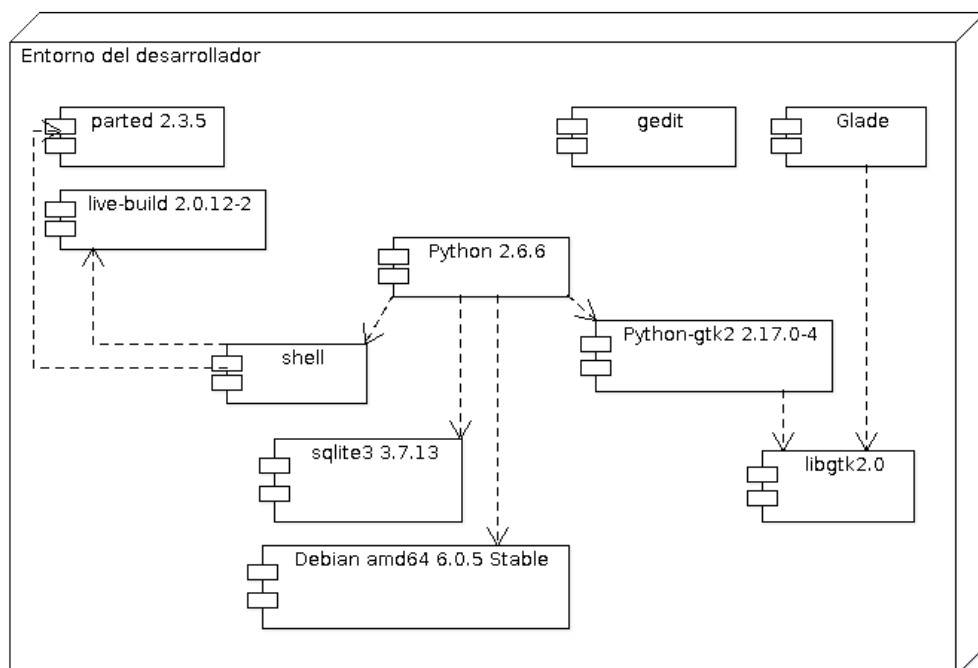 Entorno del desarrollador
parted 2.3.5
gedit
Glade
live-build 2.0.12-2
Python 2.6.6
Python-gtk2 2.17.0-4
shell
sqlite3 3.7.13
libgtk2.0
Debian amd64 6.0.5 Stable